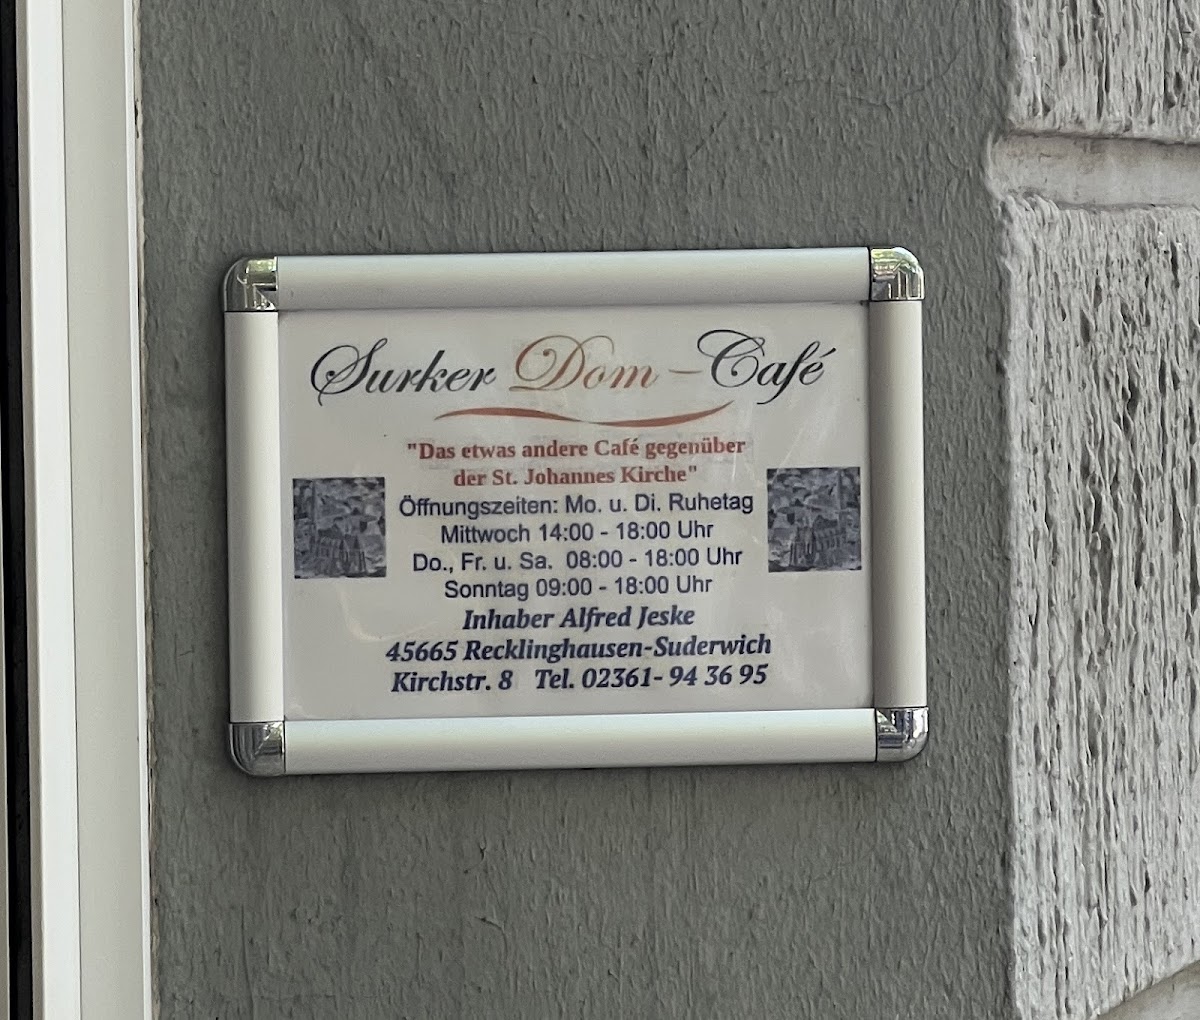 Surker Dom - Café
"Das etwas andere Café gegenüber
der St. Johannes Kirche"
Öffnungszeiten: Mo. u. Di. Ruhetag
Mittwoch 14:00 - 18:00 Uhr
Do., Fr. u. Sa. 08:00 - 18:00 Uhr
Sonntag 09:00 - 18:00 Uhr
Inhaber Alfred Jeske
45665 Recklinghausen-Suderwich
Kirchstr. 8 Tel. 02361- 94 36 95